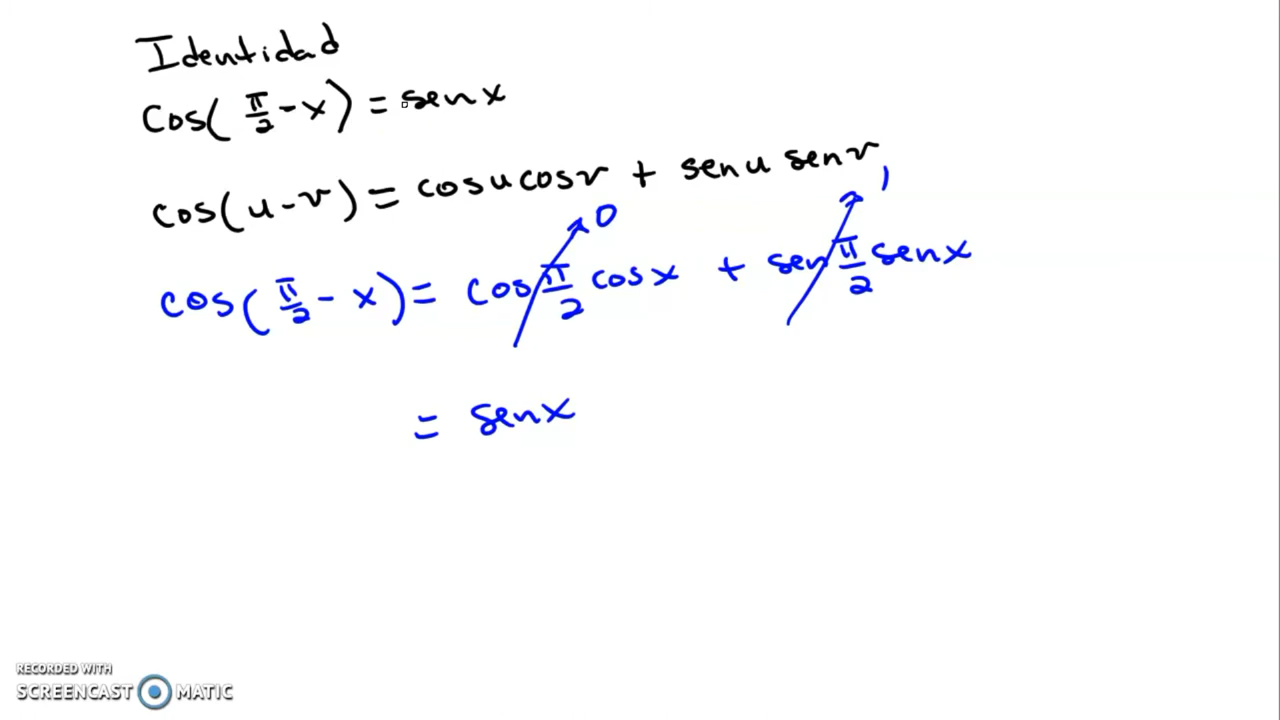 Identidad
Cos(π/2 - x) = sen x
cos(u - v) = cos u cos v + sen u sen v
0 1
cos(π/2 - x) = cos π/2 cos x + sen π/2 sen x
= sen x
RECORDED WITH
SCREENCAST MATIC